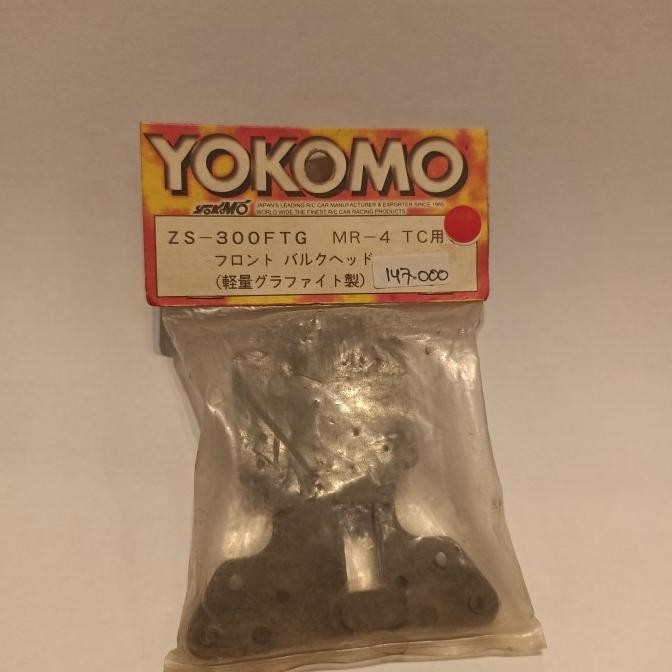 YOKOMO
YOKOMO JAPAN'S LEADING R/C CAR MANUFACTURER & EXPORTER SINCE 1965
WORLD WIDE THE FINEST R/C CAR RACING PRODUCTS
ZS-300FTG MR-4 TC用
フロント バルクヘッド
(軽量グラファイト製)
147.000